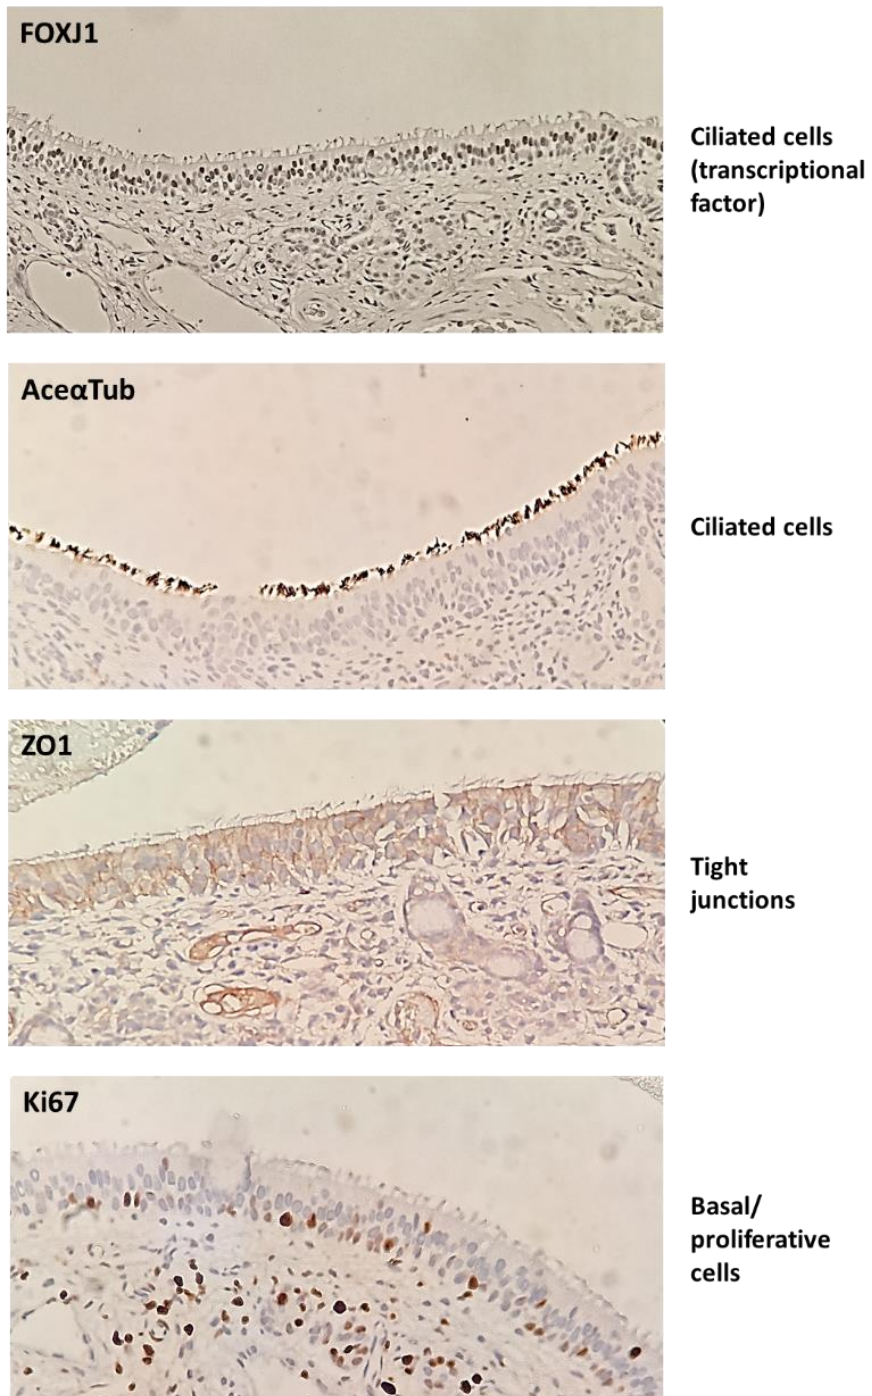 FOXJ1
Ciliated cells
(transcriptional
factor)
AceαTub
Ciliated cells
ZO1
Tight
junctions
Ki67
Basal/
proliferative
cells